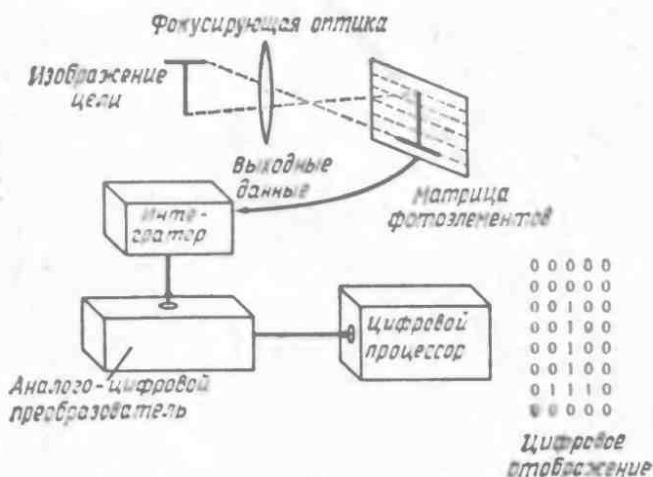 Фокусирующая оптика
Изображение
цели
Выходные
данные
Матрица
фотоэлементов
Инте-
гратор
Цифровой
процессор
Аналого-цифровой
преобразователь
0 0 0 0 0
0 0 0 0 0
0 0 1 0 0
0 0 1 0 0
0 0 1 0 0
0 0 1 0 0
0 1 1 1 0
0 0 0 0 0
Цифровое
отображение